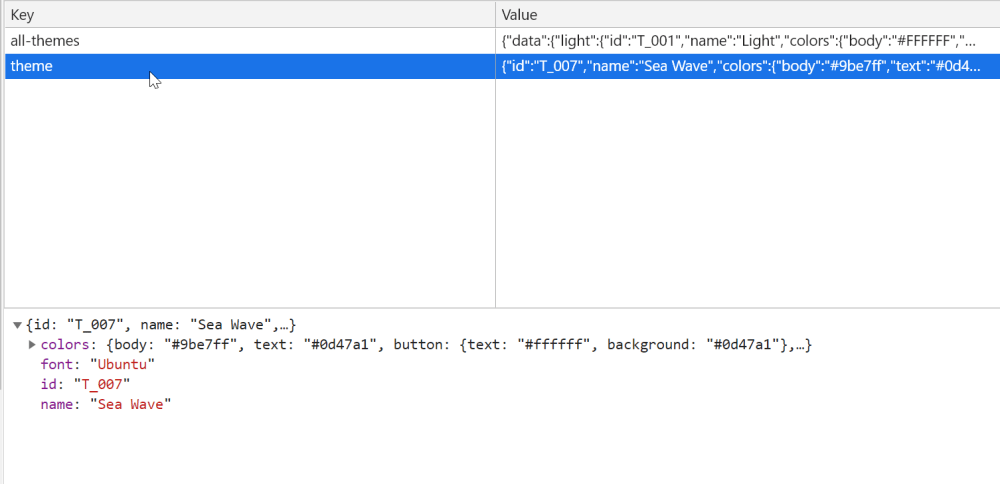 Key Value
all-themes {"data":{"light":{"id":"T_001","name":"Light","colors":{"body":"#FFFFFF","...
theme {"id":"T_007","name":"Sea Wave","colors":{"body":"#9be7ff","text":"#0d4...
{id: "T_007", name: "Sea Wave",…}
colors: {body: "#9be7ff", text: "#0d47a1", button: {text: "#ffffff", background: "#0d47a1"},…}
font: "Ubuntu"
id: "T_007"
name: "Sea Wave"